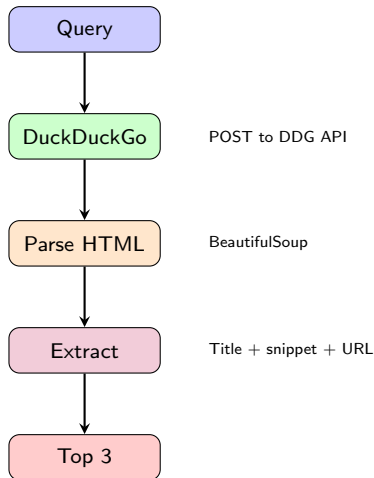 Query
DuckDuckGo
POST to DDG API
Parse HTML
BeautifulSoup
Extract
Title + snippet + URL
Top 3